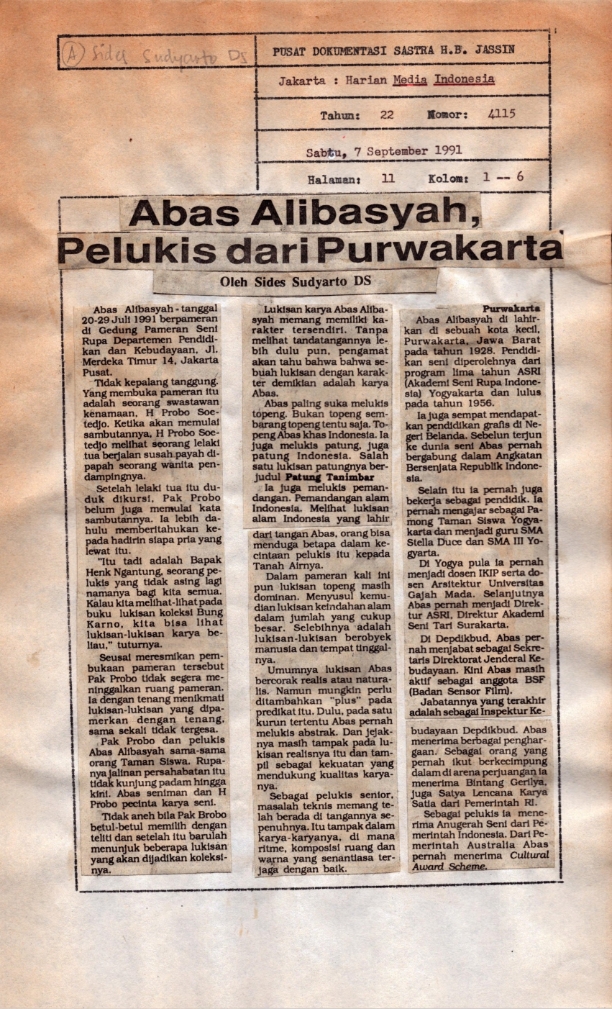 (A) Sides Sudyarto DS
PUSAT DOKUMENTASI SASTRA H.B. JASSIN
Jakarta : Harian Media Indonesia
Tahun: 22 Nomor: 4115
Sabtu, 7 September 1991
Halaman: 11 Kolom: 1 -- 6
Abas Alibasyah,
Pelukis dari Purwakarta
Oleh Sides Sudyarto DS
Abas Alibasyah - tanggal
20-29 Juli 1991 berpameran
di Gedung Pameran Seni
Rupa Departemen Pendidi-
kan dan Kebudayaan, Jl.
Merdeka Timur 14, Jakarta
Pusat.
Tidak kepalang tanggung.
Yang membuka pameran itu
adalah seorang swastawan
kenamaan, H Probo Soe-
tedjo. Ketika akan memulai
sambutannya, H Probo Soe-
tedjo melihat seorang lelaki
tua berjalan susah payah di-
papah seorang wanita pen-
dampingnya.
Setelah lelaki tua itu du-
duk dikursi, Pak Probo
belum juga memulai kata
sambutannya. Ia lebih da-
hulu memberitahukan ke-
pada hadirin siapa pria yang
lewat itu.
"Itu tadi adalah Bapak
Henk Ngantung, seorang pe-
lukis yang tidak asing lagi
namanya bagi kita semua.
Kalau kita melihat-lihat pada
buku lukisan koleksi Bung
Karno, kita bisa lihat
lukisan-lukisan karya be-
liau," tuturnya.
Seusai meresmikan pem-
bukaan pameran tersebut
Pak Probo tidak segera me-
ninggalkan ruang pameran.
Ia dengan tenang menikmati
lukisan-lukisan yang dipa-
merkan dengan tenang,
sama sekali tidak tergesa.
Pak Probo dan pelukis
Abas Alibasyah sama-sama
orang Taman Siswa. Rupa-
nya jalinan persahabatan itu
tidak kunjung padam hingga
kini. Abas seniman dan H
Probo pecinta karya seni.
Tidak aneh bila Pak Brobo
betul-betul memilih dengan
teliti dan setelah itu barulah
menunjuk beberapa lukisan
yang akan dijadikan koleksi-
nya.
Lukisan karya Abas Aliba-
syah memang memiliki ka-
rakter tersendiri. Tanpa
melihat tandatangannya le-
bih dulu pun, pengamat
akan tahu bahwa bahwa se-
buah lukisan dengan karak-
ter demikian adalah karya
Abas.
Abas paling suka melukis
topeng. Bukan topeng sem-
barang topeng tentu saja. To-
peng Abas khas Indonesia. Ia
juga melukis patung, juga
patung Indonesia. Salah
satu lukisan patungnya ber-
judul Patung Tanimbar
Ia juga melukis peman-
dangan. Pemandangan alam
Indonesia. Melihat lukisan
alam Indonesia yang lahir
dari tangan Abas, orang bisa
menduga betapa dalam ke-
cintaan pelukis itu kepada
Tanah Airnya.
Dalam pameran kali ini
pun lukisan topeng masih
dominan. Menyusul kemu-
dian lukisan keindahan alam
dalam jumlah yang cukup
besar. Selebihnya adalah
lukisan-lukisan berobyek
manusia dan tempat tinggal-
nya.
Umumnya lukisan Abas
bercorak realis atau natura-
lis. Namun mungkin perlu
ditambahkan "plus" pada
predikat itu. Dulu, pada satu
kurun tertentu Abas pernah
melukis abstrak. Dan jejak-
nya masih tampak pada lu-
kisan realisnya itu dan tam-
pil sebagai kekuatan yang
mendukung kualitas karya-
nya.
Sebagai pelukis senior,
masalah teknis memang te-
lah berada di tangannya se-
penuhnya. Itu tampak dalam
karya-karyanya, di mana
ritme, komposisi ruang dan
warna yang senantiasa ter-
jaga dengan baik.
Purwakarta
Abas Alibasyah di lahir-
kan di sebuah kota kecil,
Purwakarta, Jawa Barat
pada tahun 1928. Pendidi-
kan seni diperolehnya dari
program lima tahun ASRI
(Akademi Seni Rupa Indone-
sia) Yogyakarta dan lulus
pada tahun 1956.
Ia juga sempat mendapat-
kan pendidikan grafis di Ne-
geri Belanda. Sebelum terjun
ke dunia seni Abas pernah
bergabung dalam Angkatan
Bersenjata Republik Indone-
sia.
Selain itu ia pernah juga
bekerja sebagai pendidik. Ia
pernah mengajar sebagai Pa-
mong Taman Siswa Yogya-
karta dan menjadi guru SMA
Stella Duce dan SMA III Yo-
gyarta.
Di Yogya pula ia pernah
menjadi dosen IKIP serta do-
sen Arsitektur Universitas
Gajah Mada. Selanjutnya
Abas pernah menjadi Direk-
tur ASRI, Direktur Akademi
Seni Tari Surakarta.
Di Depdikbud, Abas per-
nah menjabat sebagai Sekre-
taris Direktorat Jenderal Ke-
budayaan. Kini Abas masih
aktif sebagai anggota BSF
(Badan Sensor Film).
Jabatannya yang terakhir
adalah sebagai Inspektur Ke-
budayaan Depdikbud. Abas
menerima berbagai penghar-
gaan. Sebagai orang yang
pernah ikut berkecimpung
dalam di arena perjuangan ia
menerima Bintang Gerilya,
juga Satya Lencana Karya
Satia dari Pemerintah RI.
Sebagai pelukis ia mene-
rima Anugerah Seni dari Pe-
merintah Indonesia. Dari Pe-
merintah Australia Abas
pernah menerima Cultural
Award Scheme.